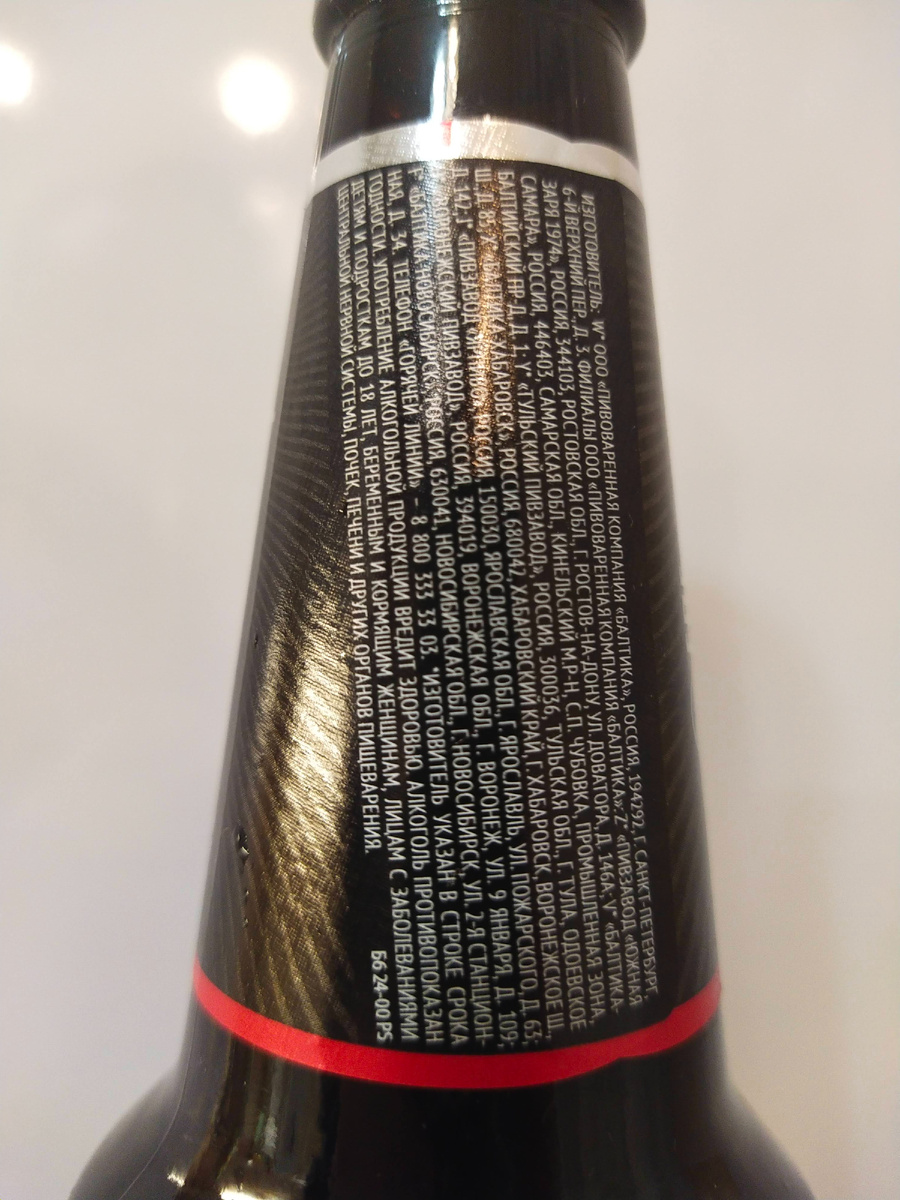 ИЗГОТОВИТЕЛЬ: "W" ООО «ПИВОВАРЕННАЯ КОМПАНИЯ «БАЛТИКА», РОССИЯ, 194292, Г. САНКТ-ПЕТЕРБУРГ,
6-Й ВЕРХНИЙ ПЕР., Д. 3. ФИЛИАЛЫ ООО «ПИВОВАРЕННАЯ КОМПАНИЯ «БАЛТИКА»: "Z" «ПИВЗАВОД «ЮЖНАЯ
ЗАРЯ 1974», РОССИЯ, 344103, РОСТОВСКАЯ ОБЛ., Г. РОСТОВ-НА-ДОНУ, УЛ. ДОВАТОРА, Д. 146А;
САМАРА», РОССИЯ, 446403, САМАРСКАЯ ОБЛ., КИНЕЛЬСКИЙ М.Р-Н, С.П. ЧУБОВКА, ПРОМЫШЛЕННАЯ ЗОНА,
БАЛТИЙСКИЙ ПР-Д, Д. 1; "Y" «ТУЛЬСКИЙ ПИВЗАВОД», РОССИЯ, 300036, ТУЛЬСКАЯ ОБЛ., Г. ТУЛА, ОДОЕВСКОЕ
Ш., Д. 85; «БАЛТИКА-ХАБАРОВСК», РОССИЯ, 680042, ХАБАРОВСКИЙ КРАЙ, Г. ХАБАРОВСК, ВОРОНЕЖСКОЕ Ш.,
Д. 142; «ПИВЗАВОД РОССИЯ, 150020, ЯРОСЛАВСКАЯ ОБЛ., Г. ЯРОСЛАВЛЬ, УЛ. ПОЖАРСКОГО, Д. 63;
ВОРОНЕЖСКИЙ ПИВЗАВОД», РОССИЯ, 394019, ВОРОНЕЖСКАЯ ОБЛ., Г. ВОРОНЕЖ, УЛ. 9 ЯНВАРЯ, Д. 109;
«БАЛТИКА-НОВОСИБИРСК», РОССИЯ, 630041, НОВОСИБИРСКАЯ ОБЛ., Г. НОВОСИБИРСК, УЛ. 2-Я СТАНЦИОН-
НАЯ, Д. 34. ТЕЛЕФОН «ГОРЯЧЕЙ ЛИНИИ» – 8 800 333 33 03. *ИЗГОТОВИТЕЛЬ УКАЗАН В СТРОКЕ СРОКА
ГОДНОСТИ. УПОТРЕБЛЕНИЕ АЛКОГОЛЬНОЙ ПРОДУКЦИИ ВРЕДИТ ЗДОРОВЬЮ. АЛКОГОЛЬ ПРОТИВОПОКАЗАН
ДЕТЯМ И ПОДРОСТКАМ ДО 18 ЛЕТ, БЕРЕМЕННЫМ И КОРМЯЩИМ ЖЕНЩИНАМ, ЛИЦАМ С ЗАБОЛЕВАНИЯМИ
ЦЕНТРАЛЬНОЙ НЕРВНОЙ СИСТЕМЫ, ПОЧЕК, ПЕЧЕНИ И ДРУГИХ ОРГАНОВ ПИЩЕВАРЕНИЯ.
Б624-00.PS